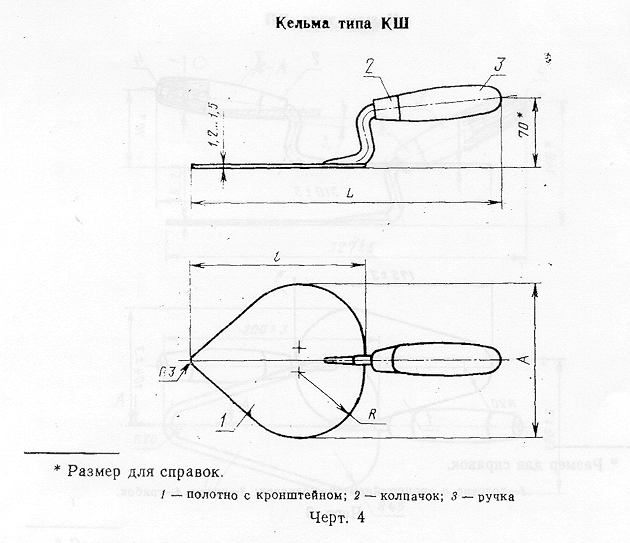 Кельма типа КШ
2
3
1,2...1,5
70*
L
l
R3
A
1
R
* Размер для справок.
1 — полотно с кронштейном; 2 — колпачок; 3 — ручка
Черт. 4